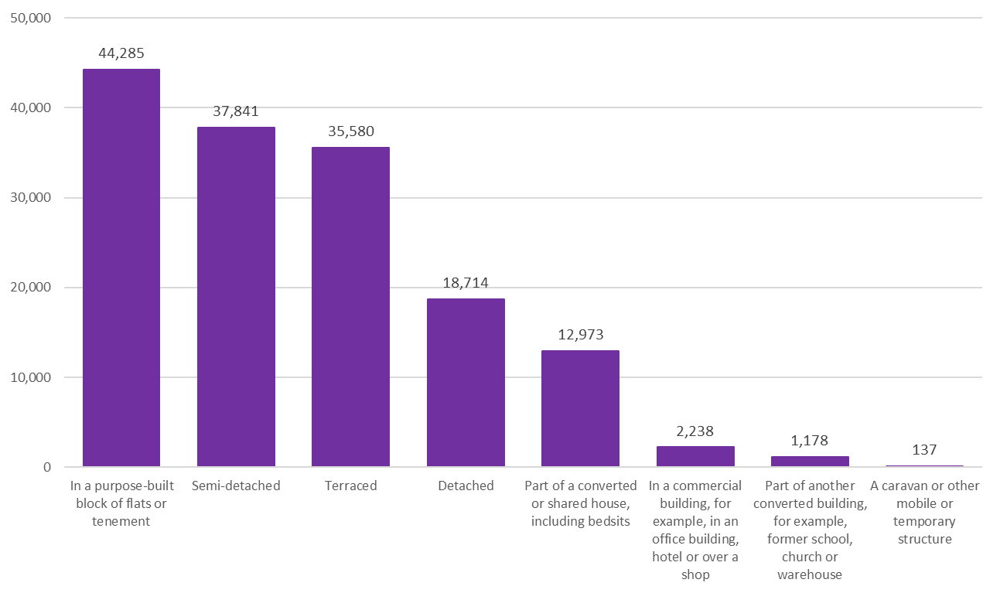 50,000
40,000
30,000
20,000
10,000
0
44,285
37,841
35,580
18,714
12,973
2,238
1,178
137
In a purpose-built
block of flats or
tenement
Semi-detached
Terraced
Detached
Part of a converted
or shared house,
including bedsits
In a commercial
building, for
example, in an
office building,
hotel or over a
shop
Part of another
converted building,
for example,
former school,
church or
warehouse
A caravan or other
mobile or
temporary
structure